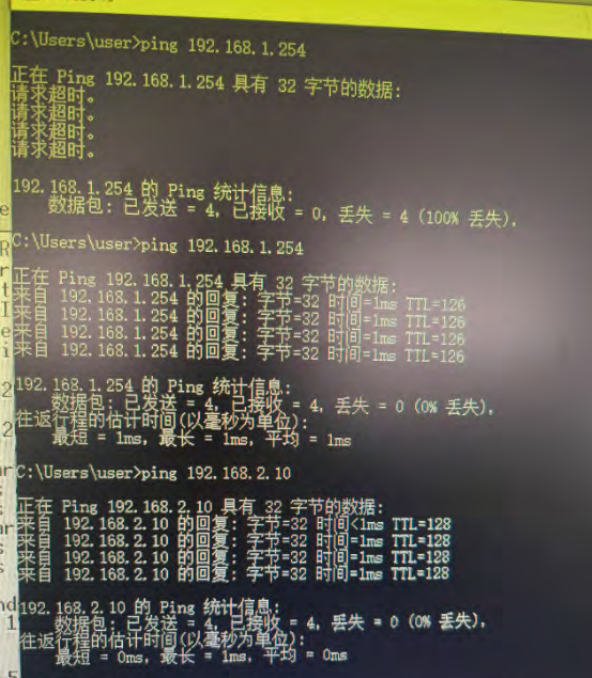 C:\Users\user>ping 192.168.1.254
正在 Ping 192.168.1.254 具有 32 字节的数据:
请求超时。
请求超时。
请求超时。
请求超时。
192.168.1.254 的 Ping 统计信息:
数据包: 已发送 = 4, 已接收 = 0, 丢失 = 4 (100% 丢失),
C:\Users\user>ping 192.168.1.254
正在 Ping 192.168.1.254 具有 32 字节的数据:
来自 192.168.1.254 的回复: 字节=32 时间=1ms TTL=126
来自 192.168.1.254 的回复: 字节=32 时间=1ms TTL=126
来自 192.168.1.254 的回复: 字节=32 时间=1ms TTL=126
来自 192.168.1.254 的回复: 字节=32 时间=1ms TTL=126
192.168.1.254 的 Ping 统计信息:
数据包: 已发送 = 4, 已接收 = 4, 丢失 = 0 (0% 丢失),
往返行程的估计时间(以毫秒为单位):
最短 = 1ms, 最长 = 1ms, 平均 = 1ms
C:\Users\user>ping 192.168.2.10
正在 Ping 192.168.2.10 具有 32 字节的数据:
来自 192.168.2.10 的回复: 字节=32 时间<1ms TTL=128
来自 192.168.2.10 的回复: 字节=32 时间=1ms TTL=128
来自 192.168.2.10 的回复: 字节=32 时间=1ms TTL=128
来自 192.168.2.10 的回复: 字节=32 时间=1ms TTL=128
192.168.2.10 的 Ping 统计信息:
数据包: 已发送 = 4, 已接收 = 4, 丢失 = 0 (0% 丢失),
往返行程的估计时间(以毫秒为单位):
最短 = 0ms, 最长 = 1ms, 平均 = 0ms